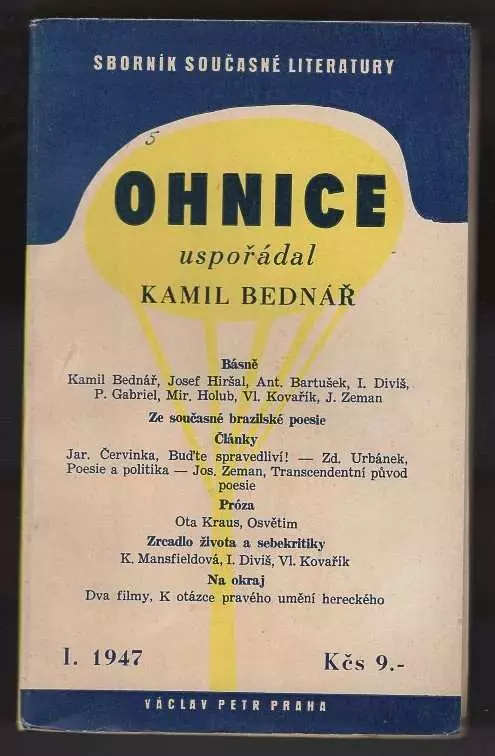 SBORNÍK SOUČASNÉ LITERATURY
5
OHNICE
uspořádal
KAMIL BEDNÁŘ
Básně
Kamil Bednář, Josef Hiršal, Ant. Bartušek, I. Diviš,
P. Gabriel, Mir. Holub, Vl. Kovařík, J. Zeman
Ze současné brazilské poesie
Články
Jar. Červinka, Buďte spravedliví! — Zd. Urbánek,
Poesie a politika — Jos. Zeman, Transcendentní původ
poesie
Próza
Ota Kraus, Osvětim
Zrcadlo života a sebekritiky
K. Mansfieldová, I. Diviš, Vl. Kovařík
Na okraj
Dva filmy, K otázce pravého umění hereckého
I. 1947
Kčs 9.-
VÁCLAV PETR PRAHA